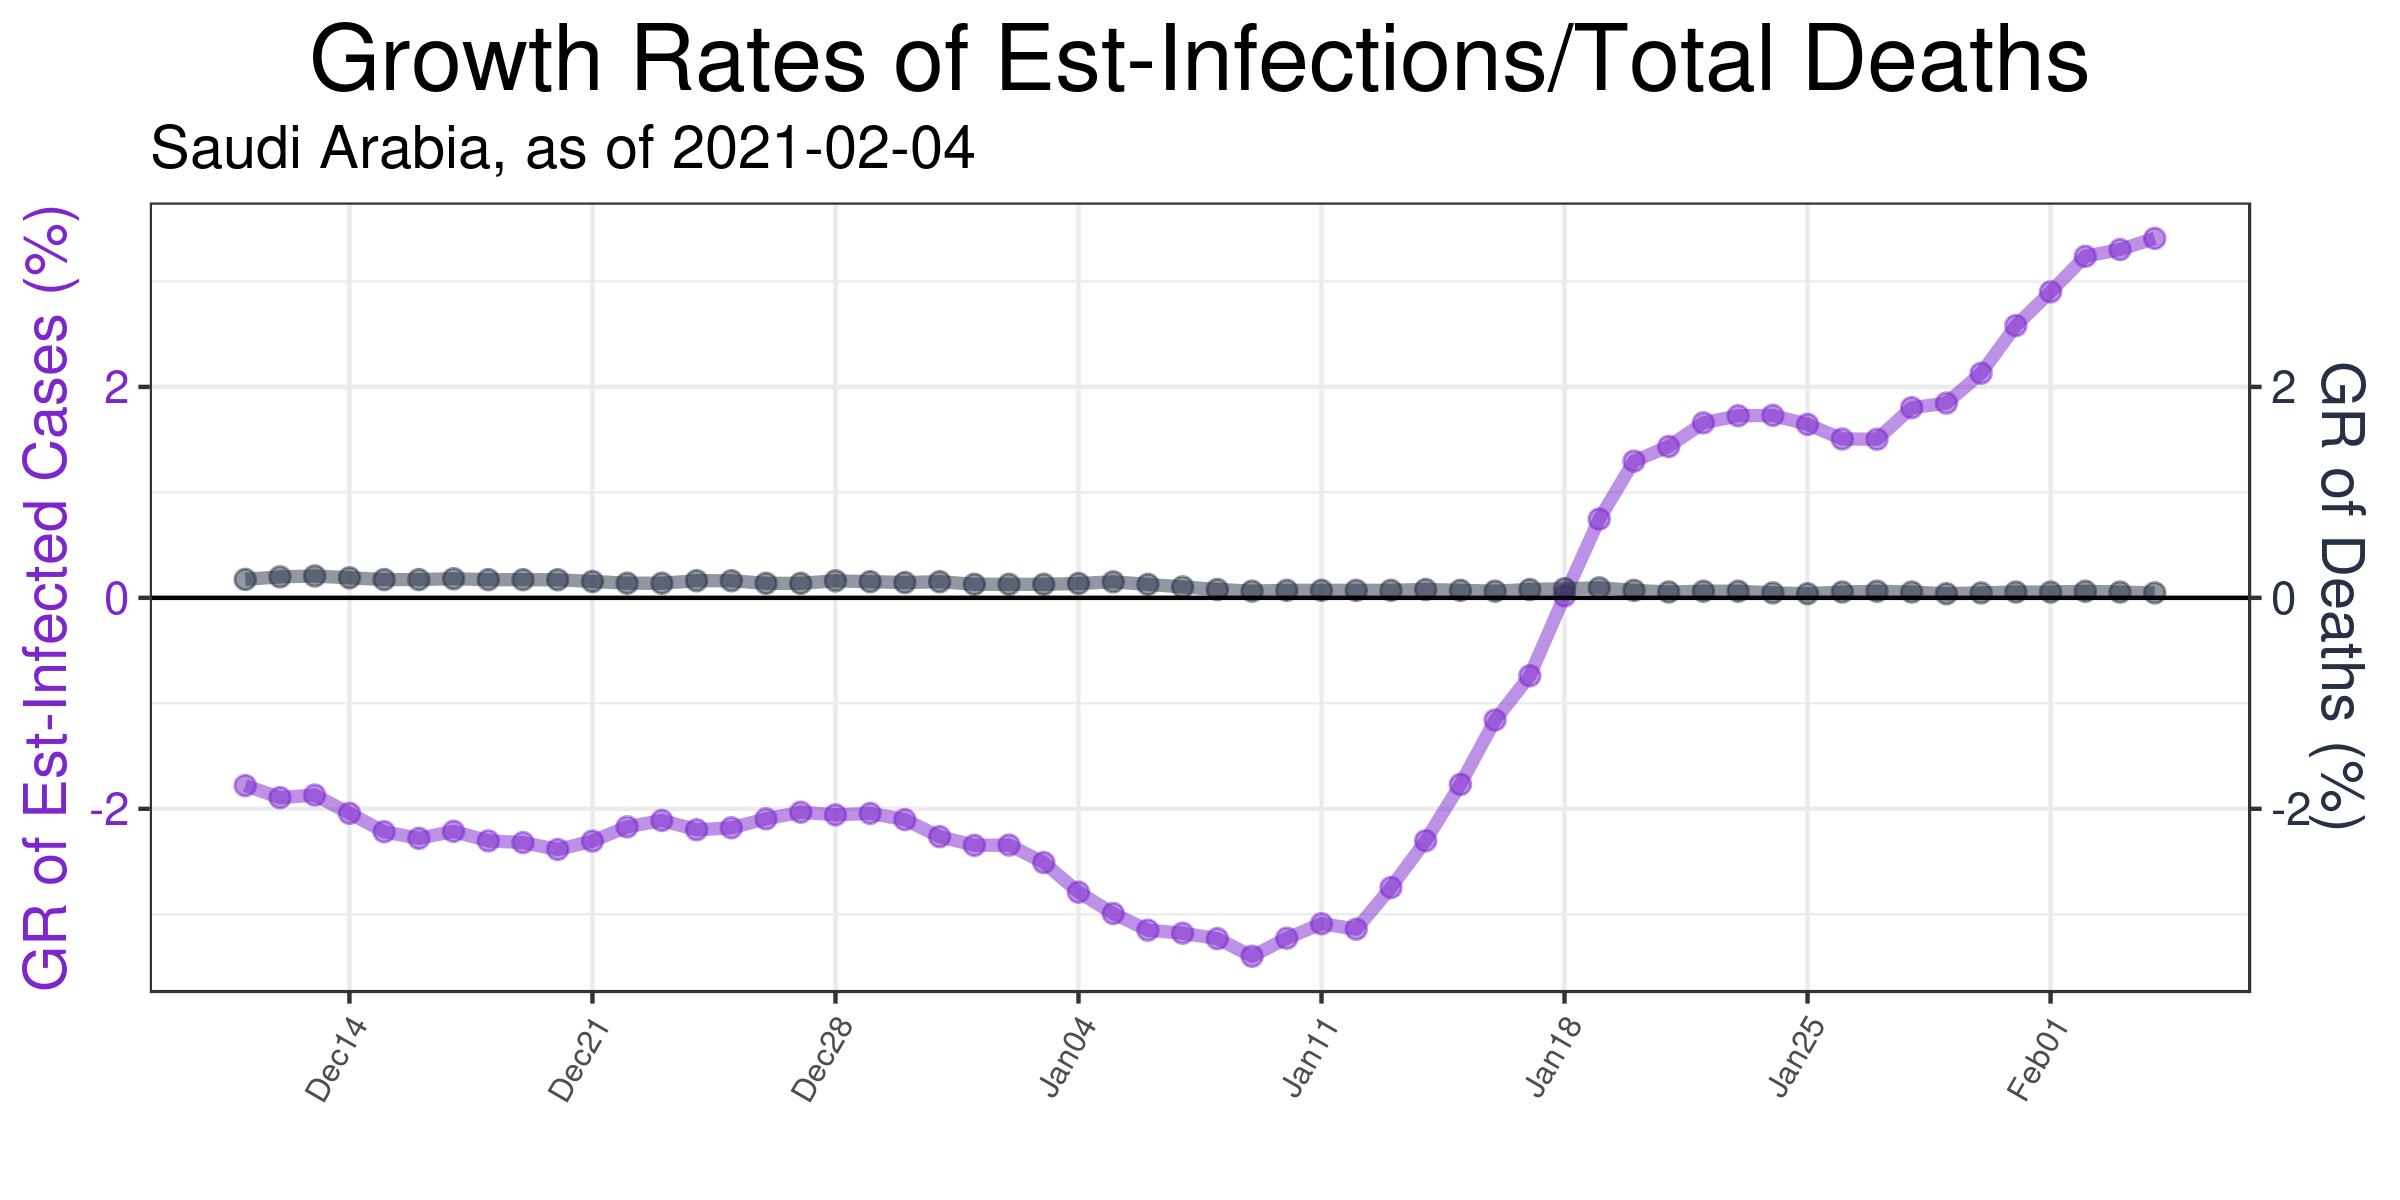 Growth Rates of Est-Infections/Total Deaths
Saudi Arabia, as of 2021-02-04
GR of Est-Infected Cases (%)
2
0
-2
2
0
-2
GR of Deaths (%)
Dec14
Dec21
Dec28
Jan04
Jan11
Jan18
Jan25
Feb01